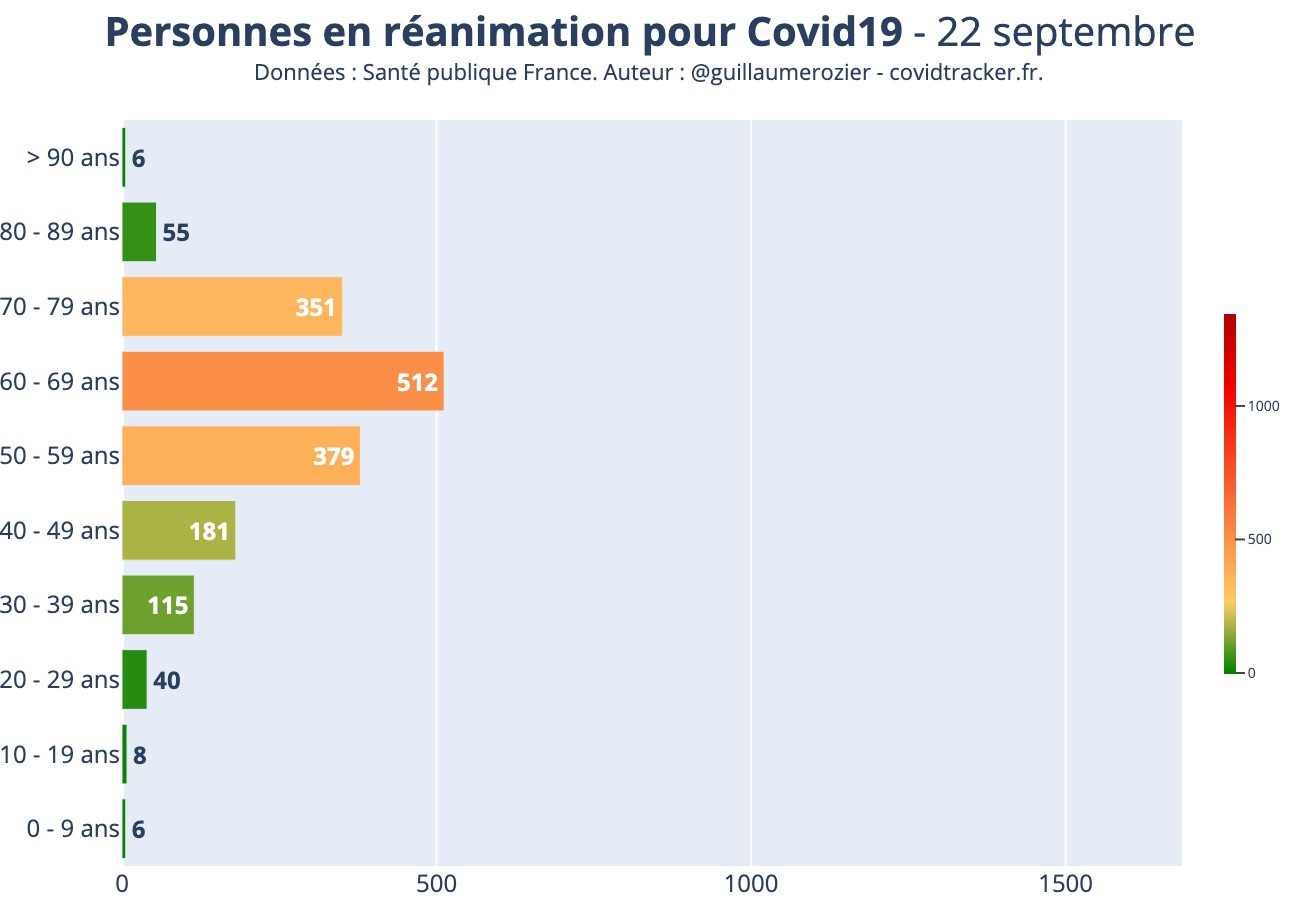 Personnes en réanimation pour Covid19 - 22 septembre
Données : Santé publique France. Auteur : @guillaumerozier - covidtracker.fr.
> 90 ans 6
80 - 89 ans 55
70 - 79 ans 351
60 - 69 ans 512
50 - 59 ans 379
40 - 49 ans 181
30 - 39 ans 115
20 - 29 ans 40
10 - 19 ans 8
0 - 9 ans 6
0 500 1000 1500
1000
500
0